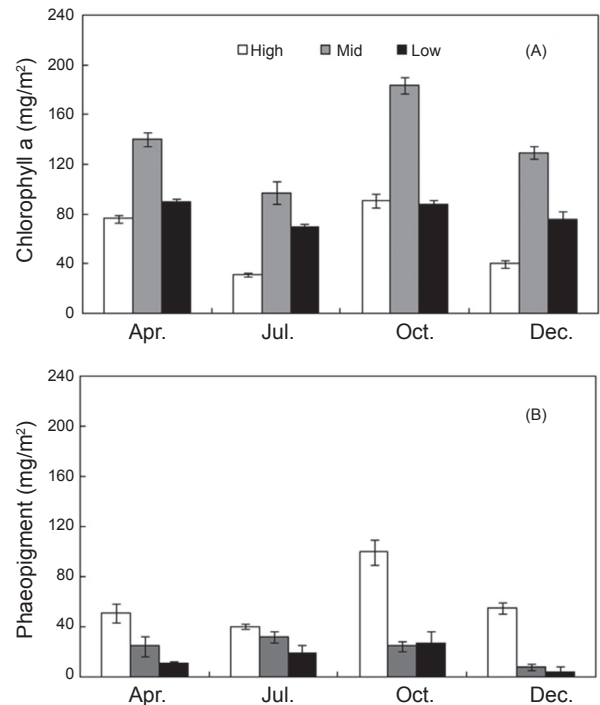 240
200
160
120
80
40
0
Chlorophyll a (mg/m²)
High Mid Low (A)
Apr. Jul. Oct. Dec.
240
200
160
120
80
40
0
Phaeopigment (mg/m²)
(B)
Apr. Jul. Oct. Dec.